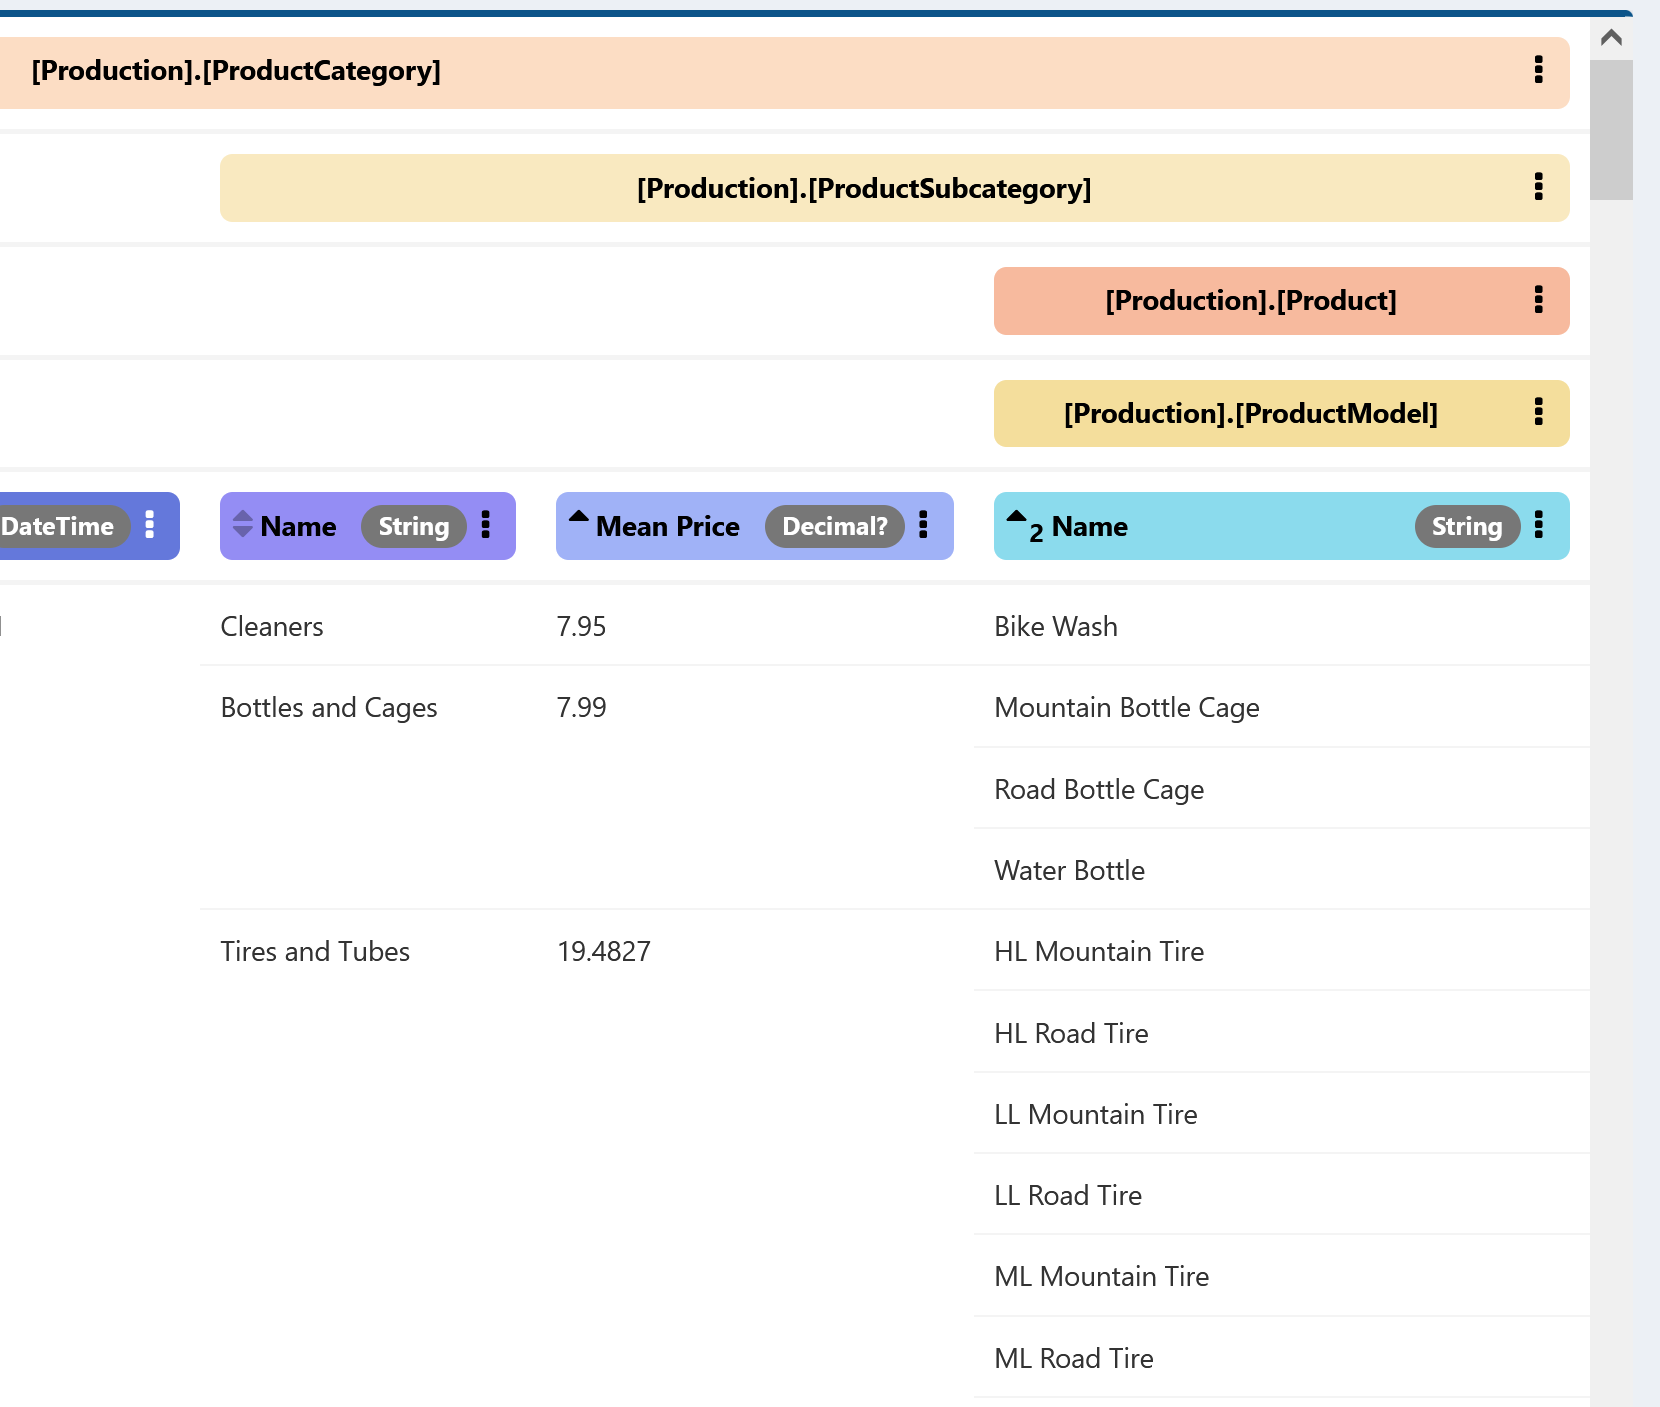 [Production].[ProductCategory]
[Production].[ProductSubcategory]
[Production].[Product]
[Production].[ProductModel]
DateTime Name String Mean Price Decimal? 2 Name String
Cleaners 7.95 Bike Wash
Bottles and Cages 7.99 Mountain Bottle Cage
Road Bottle Cage
Water Bottle
Tires and Tubes 19.4827 HL Mountain Tire
HL Road Tire
LL Mountain Tire
LL Road Tire
ML Mountain Tire
ML Road Tire